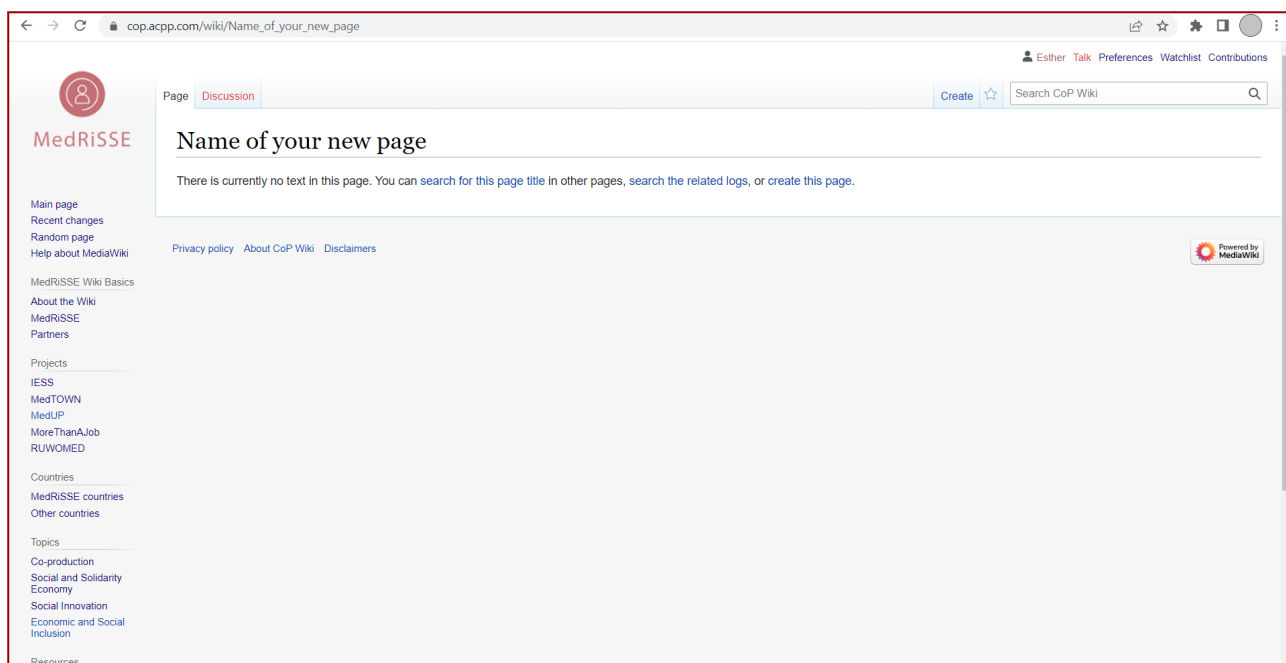 cop.acpp.com/wiki/Name_of_your_new_page
Esther Talk Preferences Watchlist Contributions
Page Discussion
Create Search CoP Wiki
MedRiSSE
Name of your new page
There is currently no text in this page. You can search for this page title in other pages, search the related logs, or create this page.
Main page
Recent changes
Random page
Help about MediaWiki
Privacy policy About CoP Wiki Disclaimers
Powered by
MediaWiki
MedRiSSE Wiki Basics
About the Wiki
MedRiSSE
Partners
Projects
IESS
MedTOWN
MedUP
MoreThanAJob
RUWOMED
Countries
MedRiSSE countries
Other countries
Topics
Co-production
Social and Solidarity
Economy
Social Innovation
Economic and Social
Inclusion
Resources